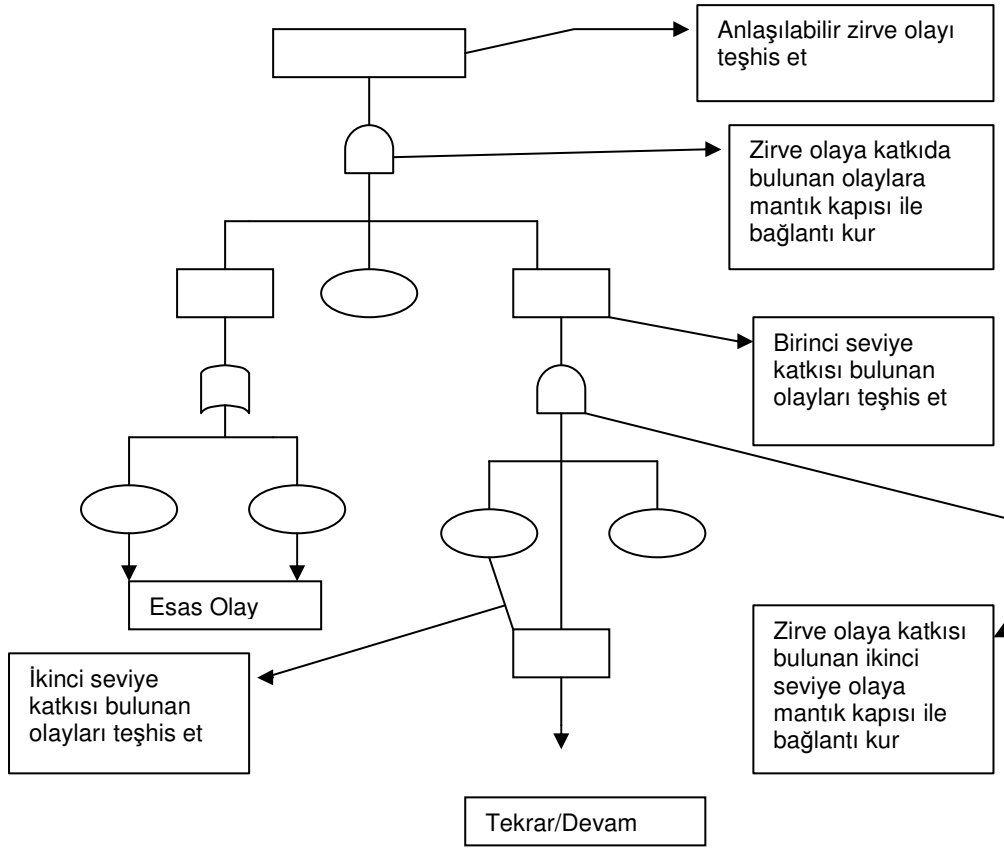 Anlaşılabilir zirve olayı
teşhis et
Zirve olaya katkıda
bulunan olaylara
mantık kapısı ile
bağlantı kur
Birinci seviye
katkısı bulunan
olayları teşhis et
Esas Olay
Zirve olaya katkısı
bulunan ikinci
seviye olaya
mantık kapısı ile
bağlantı kur
İkinci seviye
katkısı bulunan
olayları teşhis et
Tekrar/Devam